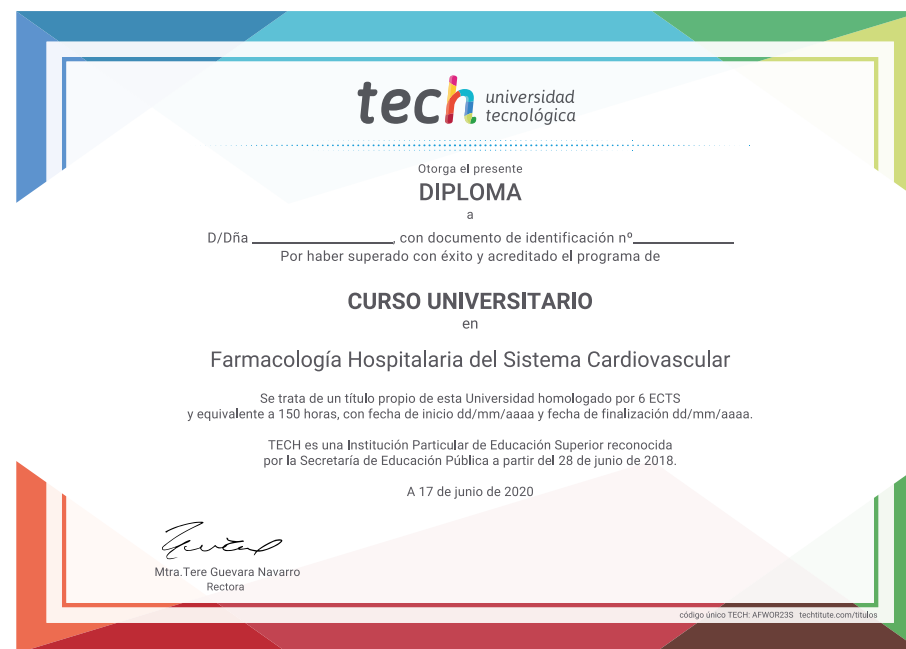 tech universidad
tecnológica
Otorga el presente
DIPLOMA
a
D/Dña ________________, con documento de identificación nº____________
Por haber superado con éxito y acreditado el programa de
CURSO UNIVERSITARIO
en
Farmacología Hospitalaria del Sistema Cardiovascular
Se trata de un título propio de esta Universidad homologado por 6 ECTS
y equivalente a 150 horas, con fecha de inicio dd/mm/aaaa y fecha de finalización dd/mm/aaaa.
TECH es una Institución Particular de Educación Superior reconocida
por la Secretaría de Educación Pública a partir del 28 de junio de 2018.
A 17 de junio de 2020
Mtra.Tere Guevara Navarro
Rectora
código único TECH: AFWOR23S techtitute.com/titulos